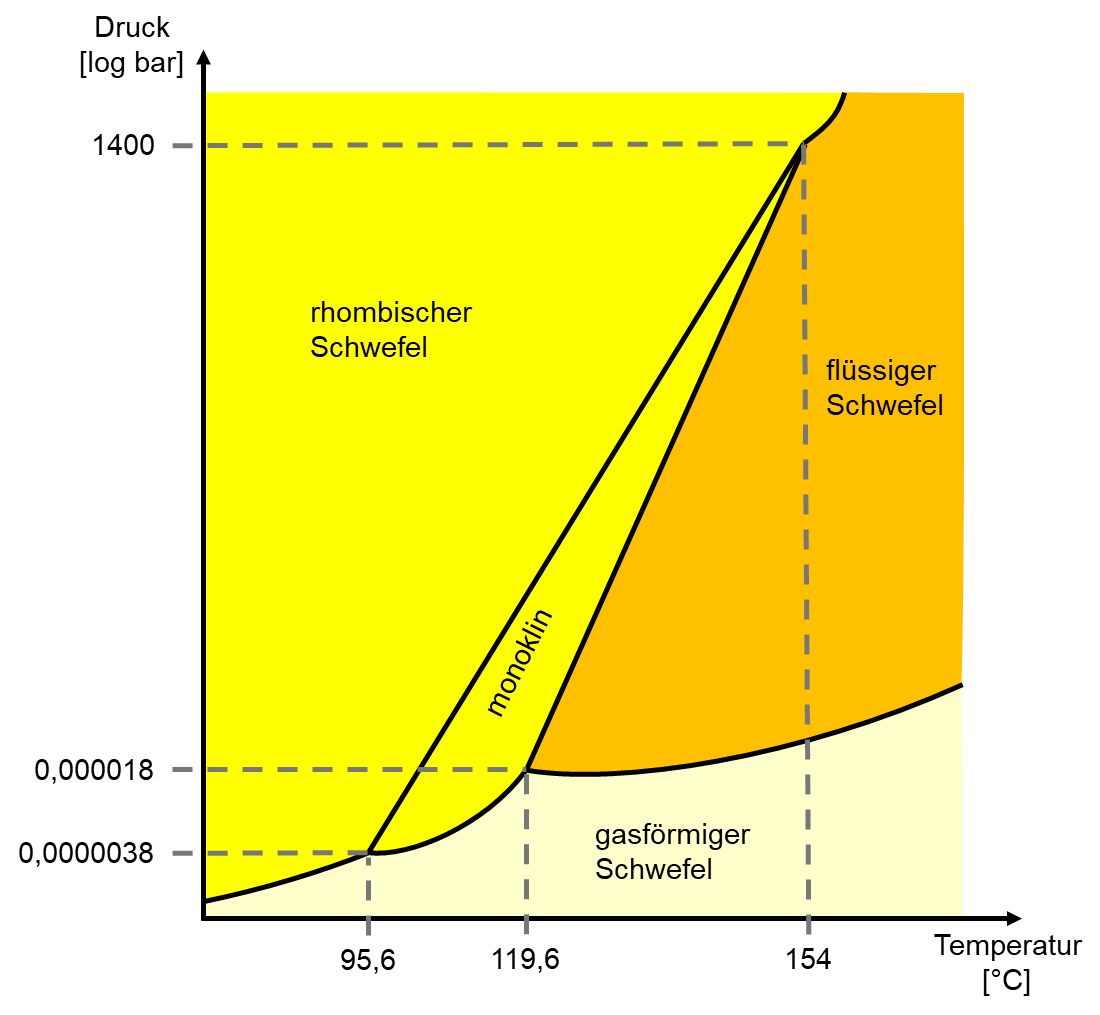 Druck
[log bar]
1400
rhombischer
Schwefel
flüssiger
Schwefel
monoklin
0,000018
0,0000038
gasförmiger
Schwefel
95,6
119,6
154
Temperatur
[°C]